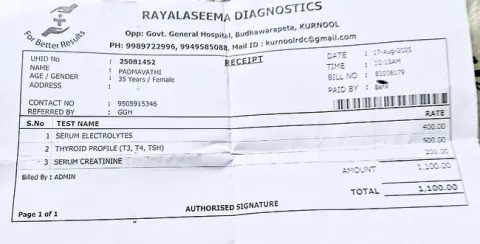 For Better Results
RAYALASEEMA DIAGNOSTICS
Opp: Govt. General Hospital, Budhawarapeta, KURNOOL
PH: 9989722996, 9949585088, Mail ID : kurnoolrdc@gmail.com
RECEIPT
UHID No : 25081452
NAME : PADMAVATHI
AGE / GENDER : 35 Years / Female
ADDRESS :
CONTACT NO : 9505915346
REFERRED BY : GGH
DATE : 17-Aug-2025
TIME : 10:13AM
BILL NO : 82508179
PAID BY :
S.No TEST NAME RATE
1 SERUM ELECTROLYTES 400.00
2 THYROID PROFILE (T3, T4, TSH) 500.00
3 SERUM CREATININE 200.00
Billed By : ADMIN
AMOUNT 1,100.00
TOTAL 1,100.00
AUTHORISED SIGNATURE
Page 1 of 1